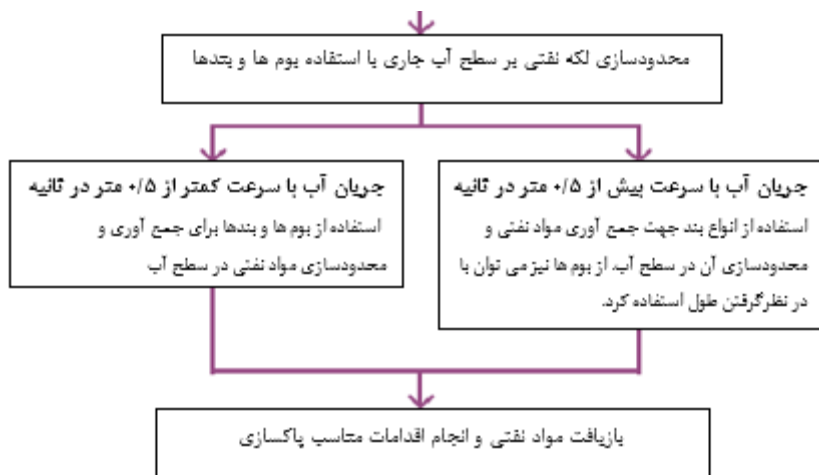 محدودسازی لکه نفتی بر سطح آب جاری با استفاده بوم ها و بندها
جریان آب با سرعت بیش از ۰/۵ متر در ثانیه
استفاده از انواع بند جهت جمع آوری مواد نفتی و
محدودسازی آن در سطح آب. از بوم ها نیز می توان با
در نظرگرفتن طول استفاده کرد.
جریان آب با سرعت کمتر از ۰/۵ متر در ثانیه
استفاده از بوم ها و بندها برای جمع آوری و
محدودسازی مواد نفتی در سطح آب
بازیافت مواد نفتی و انجام اقدامات مناسب پاکسازی